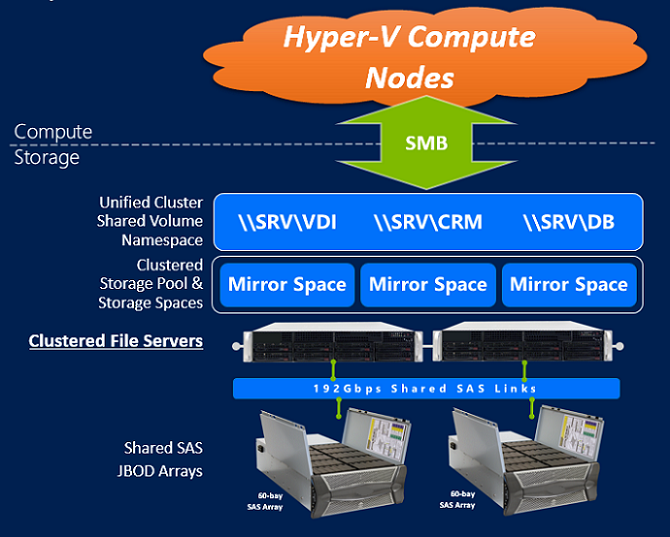 Hyper-V Compute
Nodes
Compute
SMB
Storage
Unified Cluster
Shared Volume
Namespace
\\SRV\VDI
\\SRV\CRM
\\SRV\DB
Clustered
Storage Pool &
Storage Spaces
Mirror Space
Mirror Space
Mirror Space
Clustered File Servers
192Gbps Shared SAS Links
Shared SAS
JBOD Arrays
60-bay
SAS Array
60-bay
SAS Array